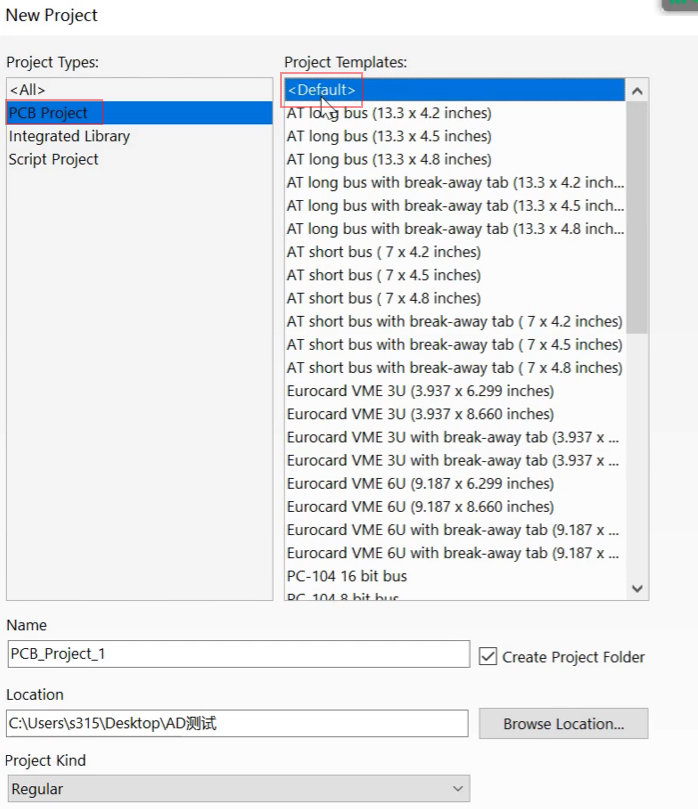 New Project
Project Types:
<All>
PCB Project
Integrated Library
Script Project
Project Templates:
<Default>
AT long bus (13.3 x 4.2 inches)
AT long bus (13.3 x 4.5 inches)
AT long bus (13.3 x 4.8 inches)
AT long bus with break-away tab (13.3 x 4.2 inch...
AT long bus with break-away tab (13.3 x 4.5 inch...
AT long bus with break-away tab (13.3 x 4.8 inch...
AT short bus ( 7 x 4.2 inches)
AT short bus ( 7 x 4.5 inches)
AT short bus ( 7 x 4.8 inches)
AT short bus with break-away tab ( 7 x 4.2 inches)
AT short bus with break-away tab ( 7 x 4.5 inches)
AT short bus with break-away tab ( 7 x 4.8 inches)
Eurocard VME 3U (3.937 x 6.299 inches)
Eurocard VME 3U (3.937 x 8.660 inches)
Eurocard VME 3U with break-away tab (3.937 x ...
Eurocard VME 3U with break-away tab (3.937 x ...
Eurocard VME 6U (9.187 x 6.299 inches)
Eurocard VME 6U (9.187 x 8.660 inches)
Eurocard VME 6U with break-away tab (9.187 x ...
Eurocard VME 6U with break-away tab (9.187 x ...
PC-104 16 bit bus
PC-104 8 bit bus
Name
PCB_Project_1
Create Project Folder
Location
C:\Users\s315\Desktop\AD测试
Browse Location...
Project Kind
Regular